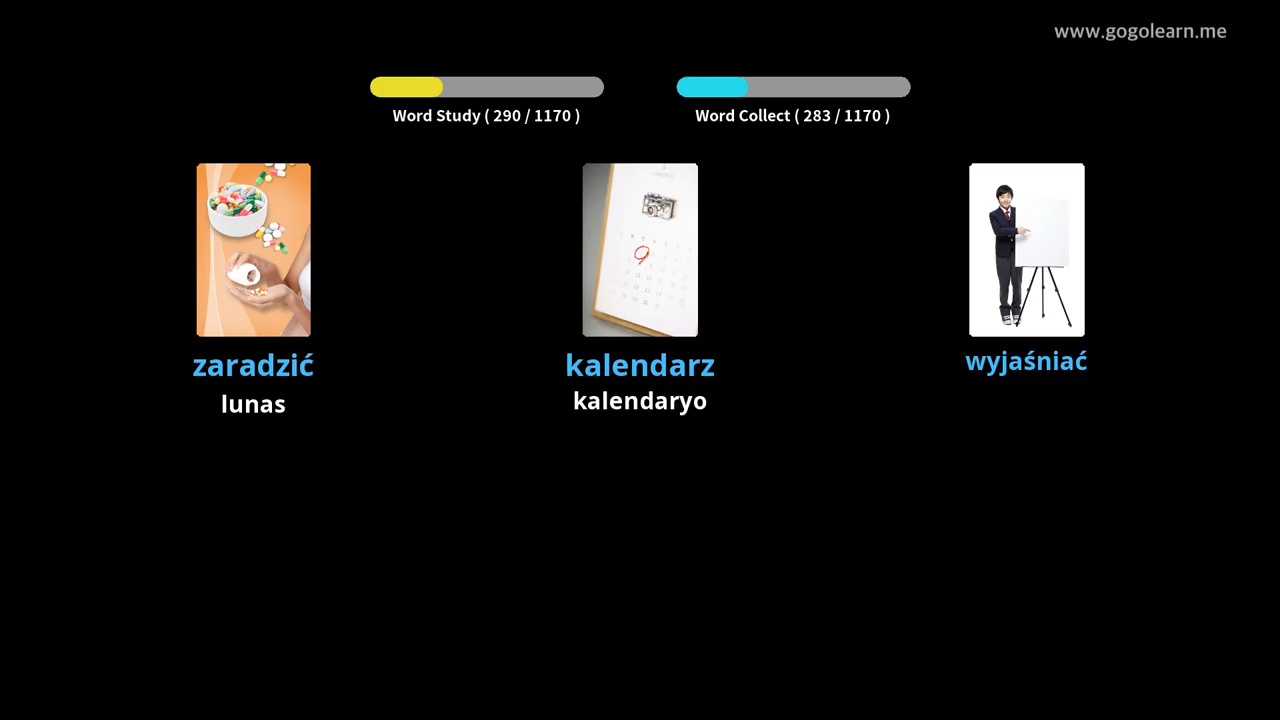 www.gogolearn.me
Word Study ( 290 / 1170 )
Word Collect ( 283 / 1170 )
zaradzić
lunas
kalendarz
kalendaryo
wyjaśniać